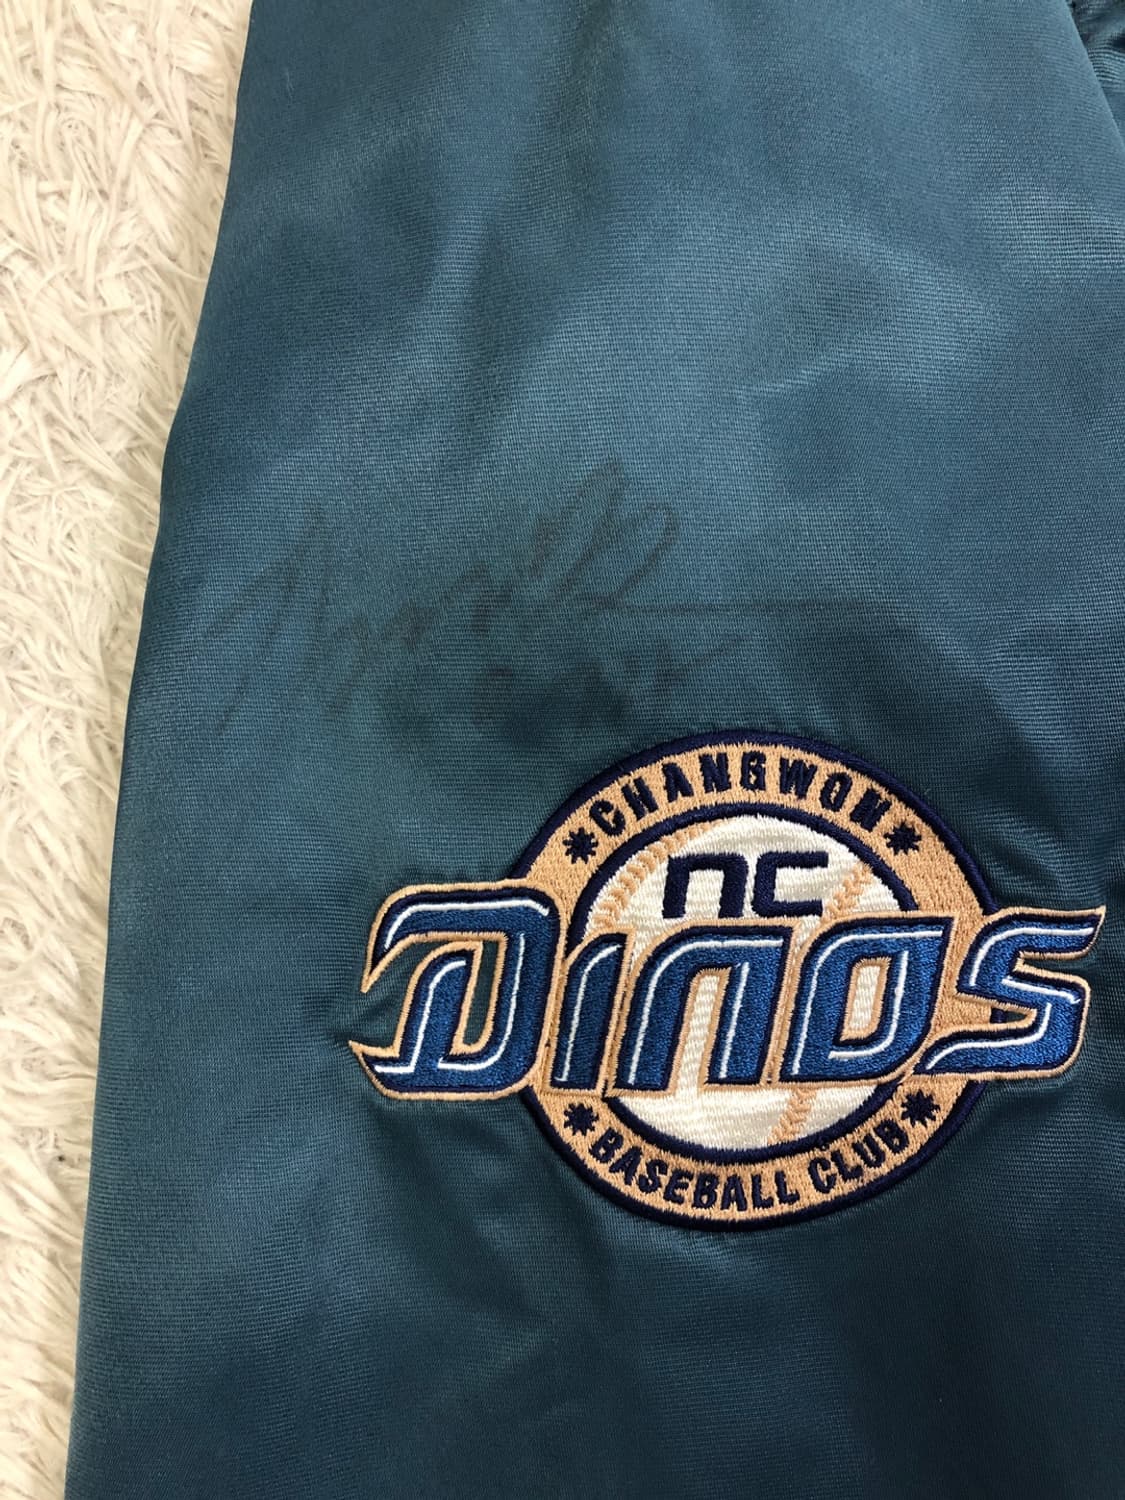 CHANGWON
NC
DINOS
BASEBALL CLUB